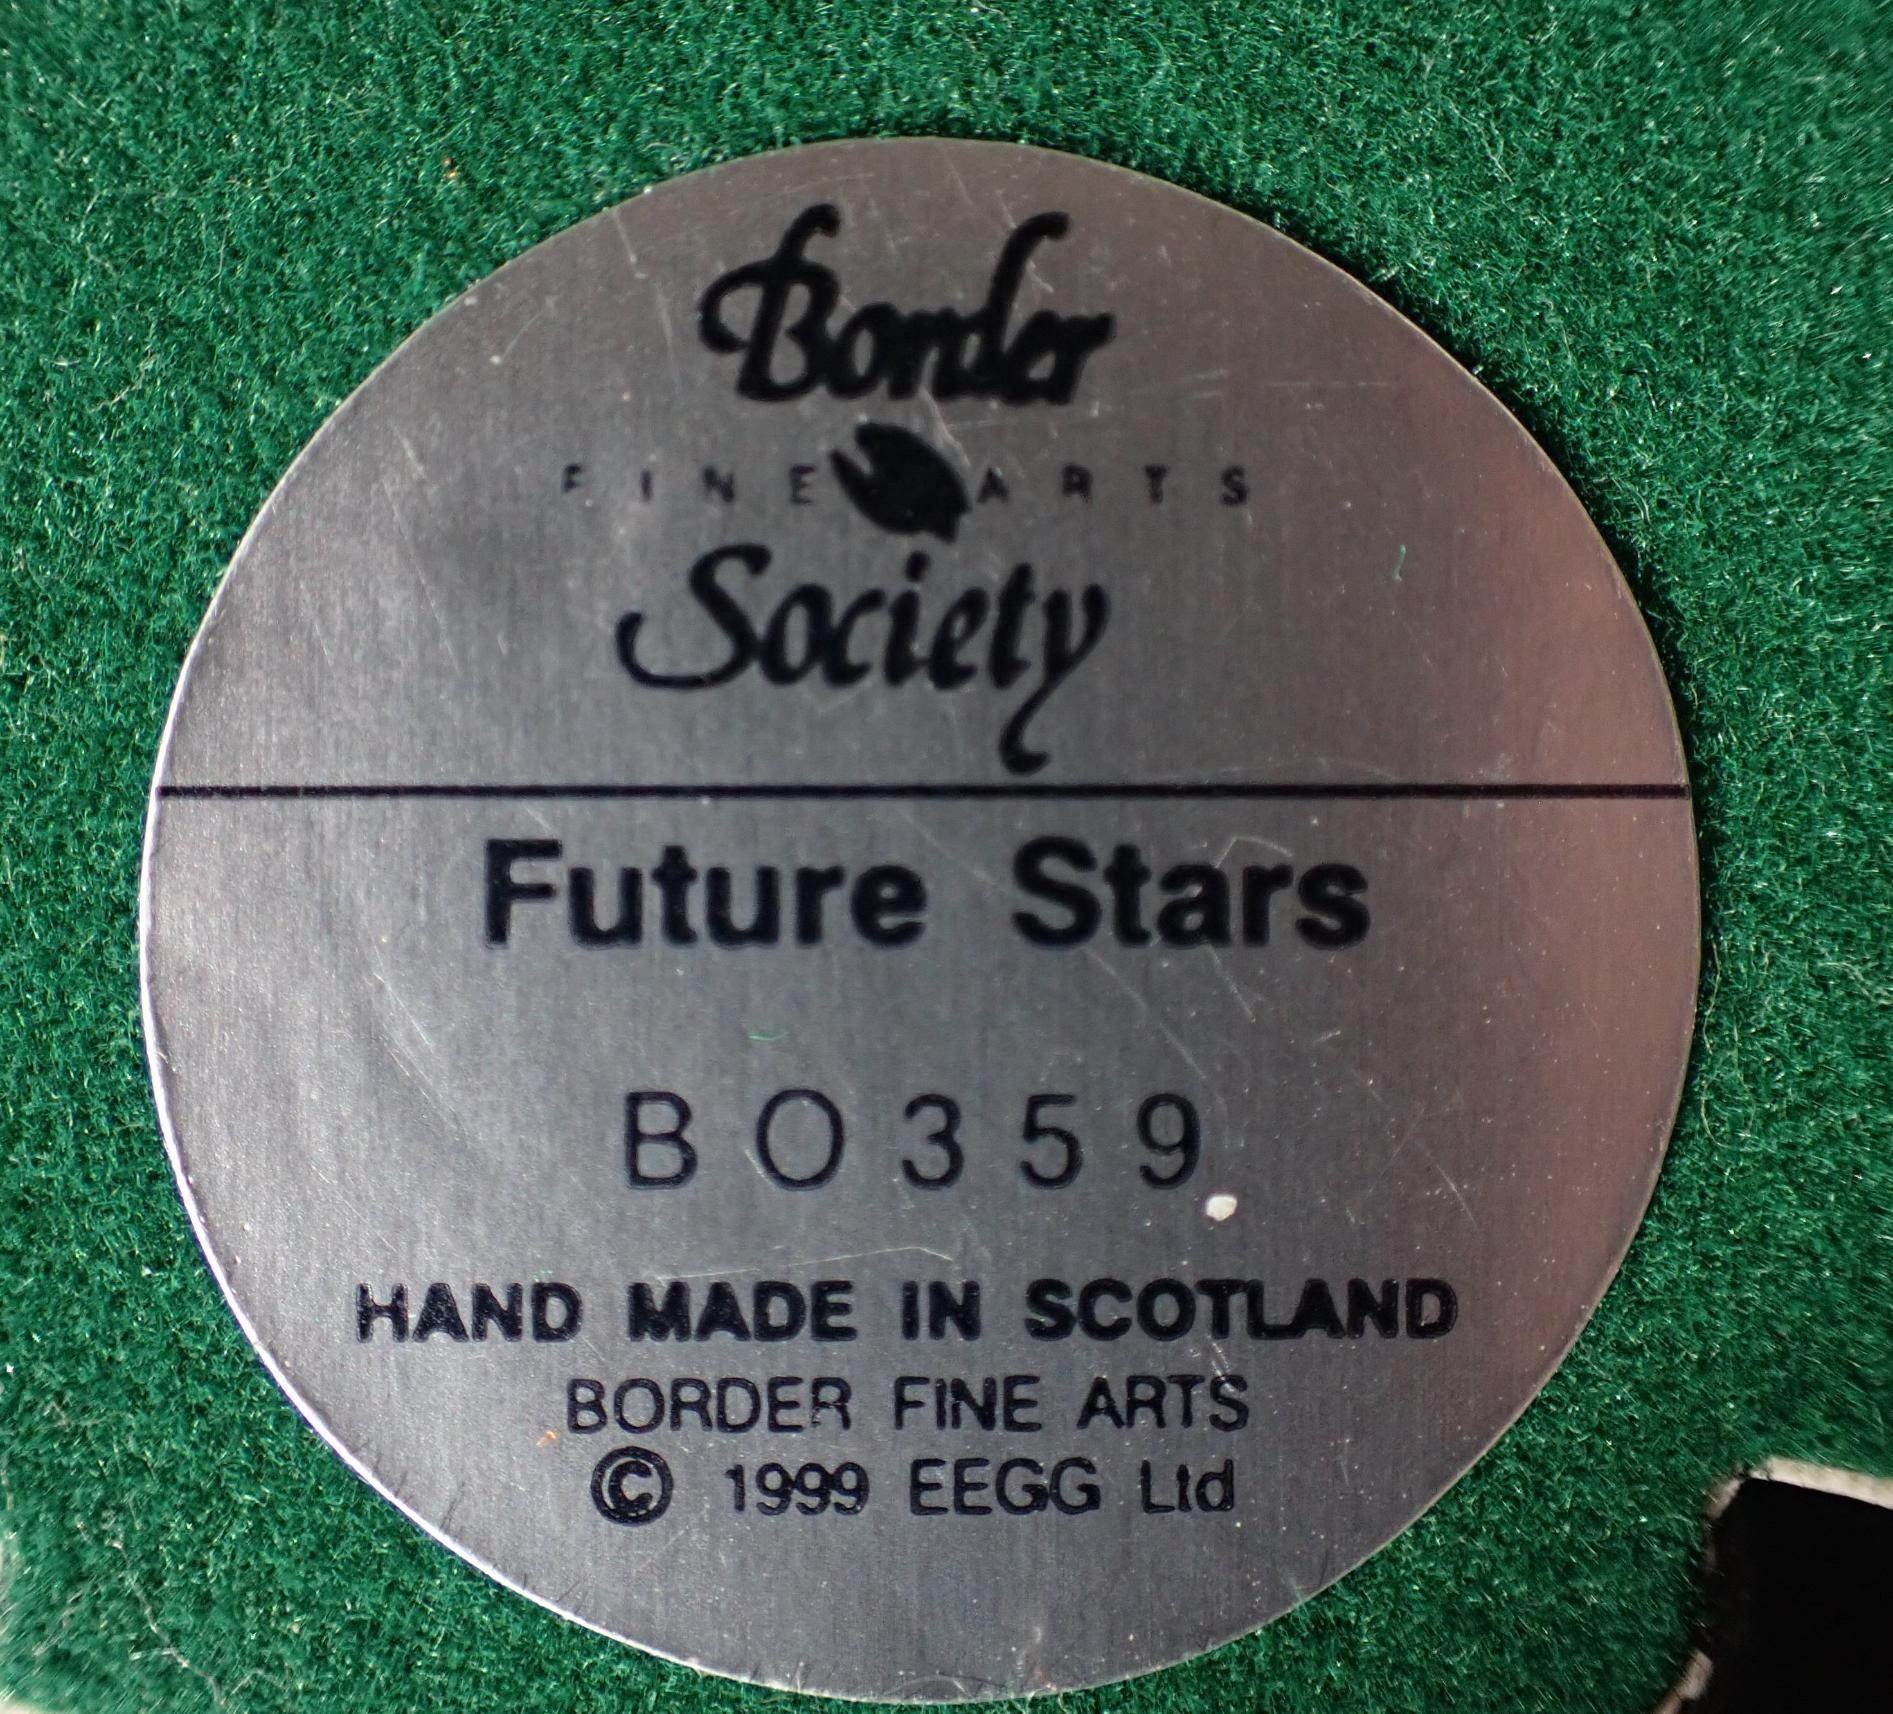 Border
FINE ARTS
Society
Future Stars
BO359
HAND MADE IN SCOTLAND
BORDER FINE ARTS
© 1999 EEGG Ltd